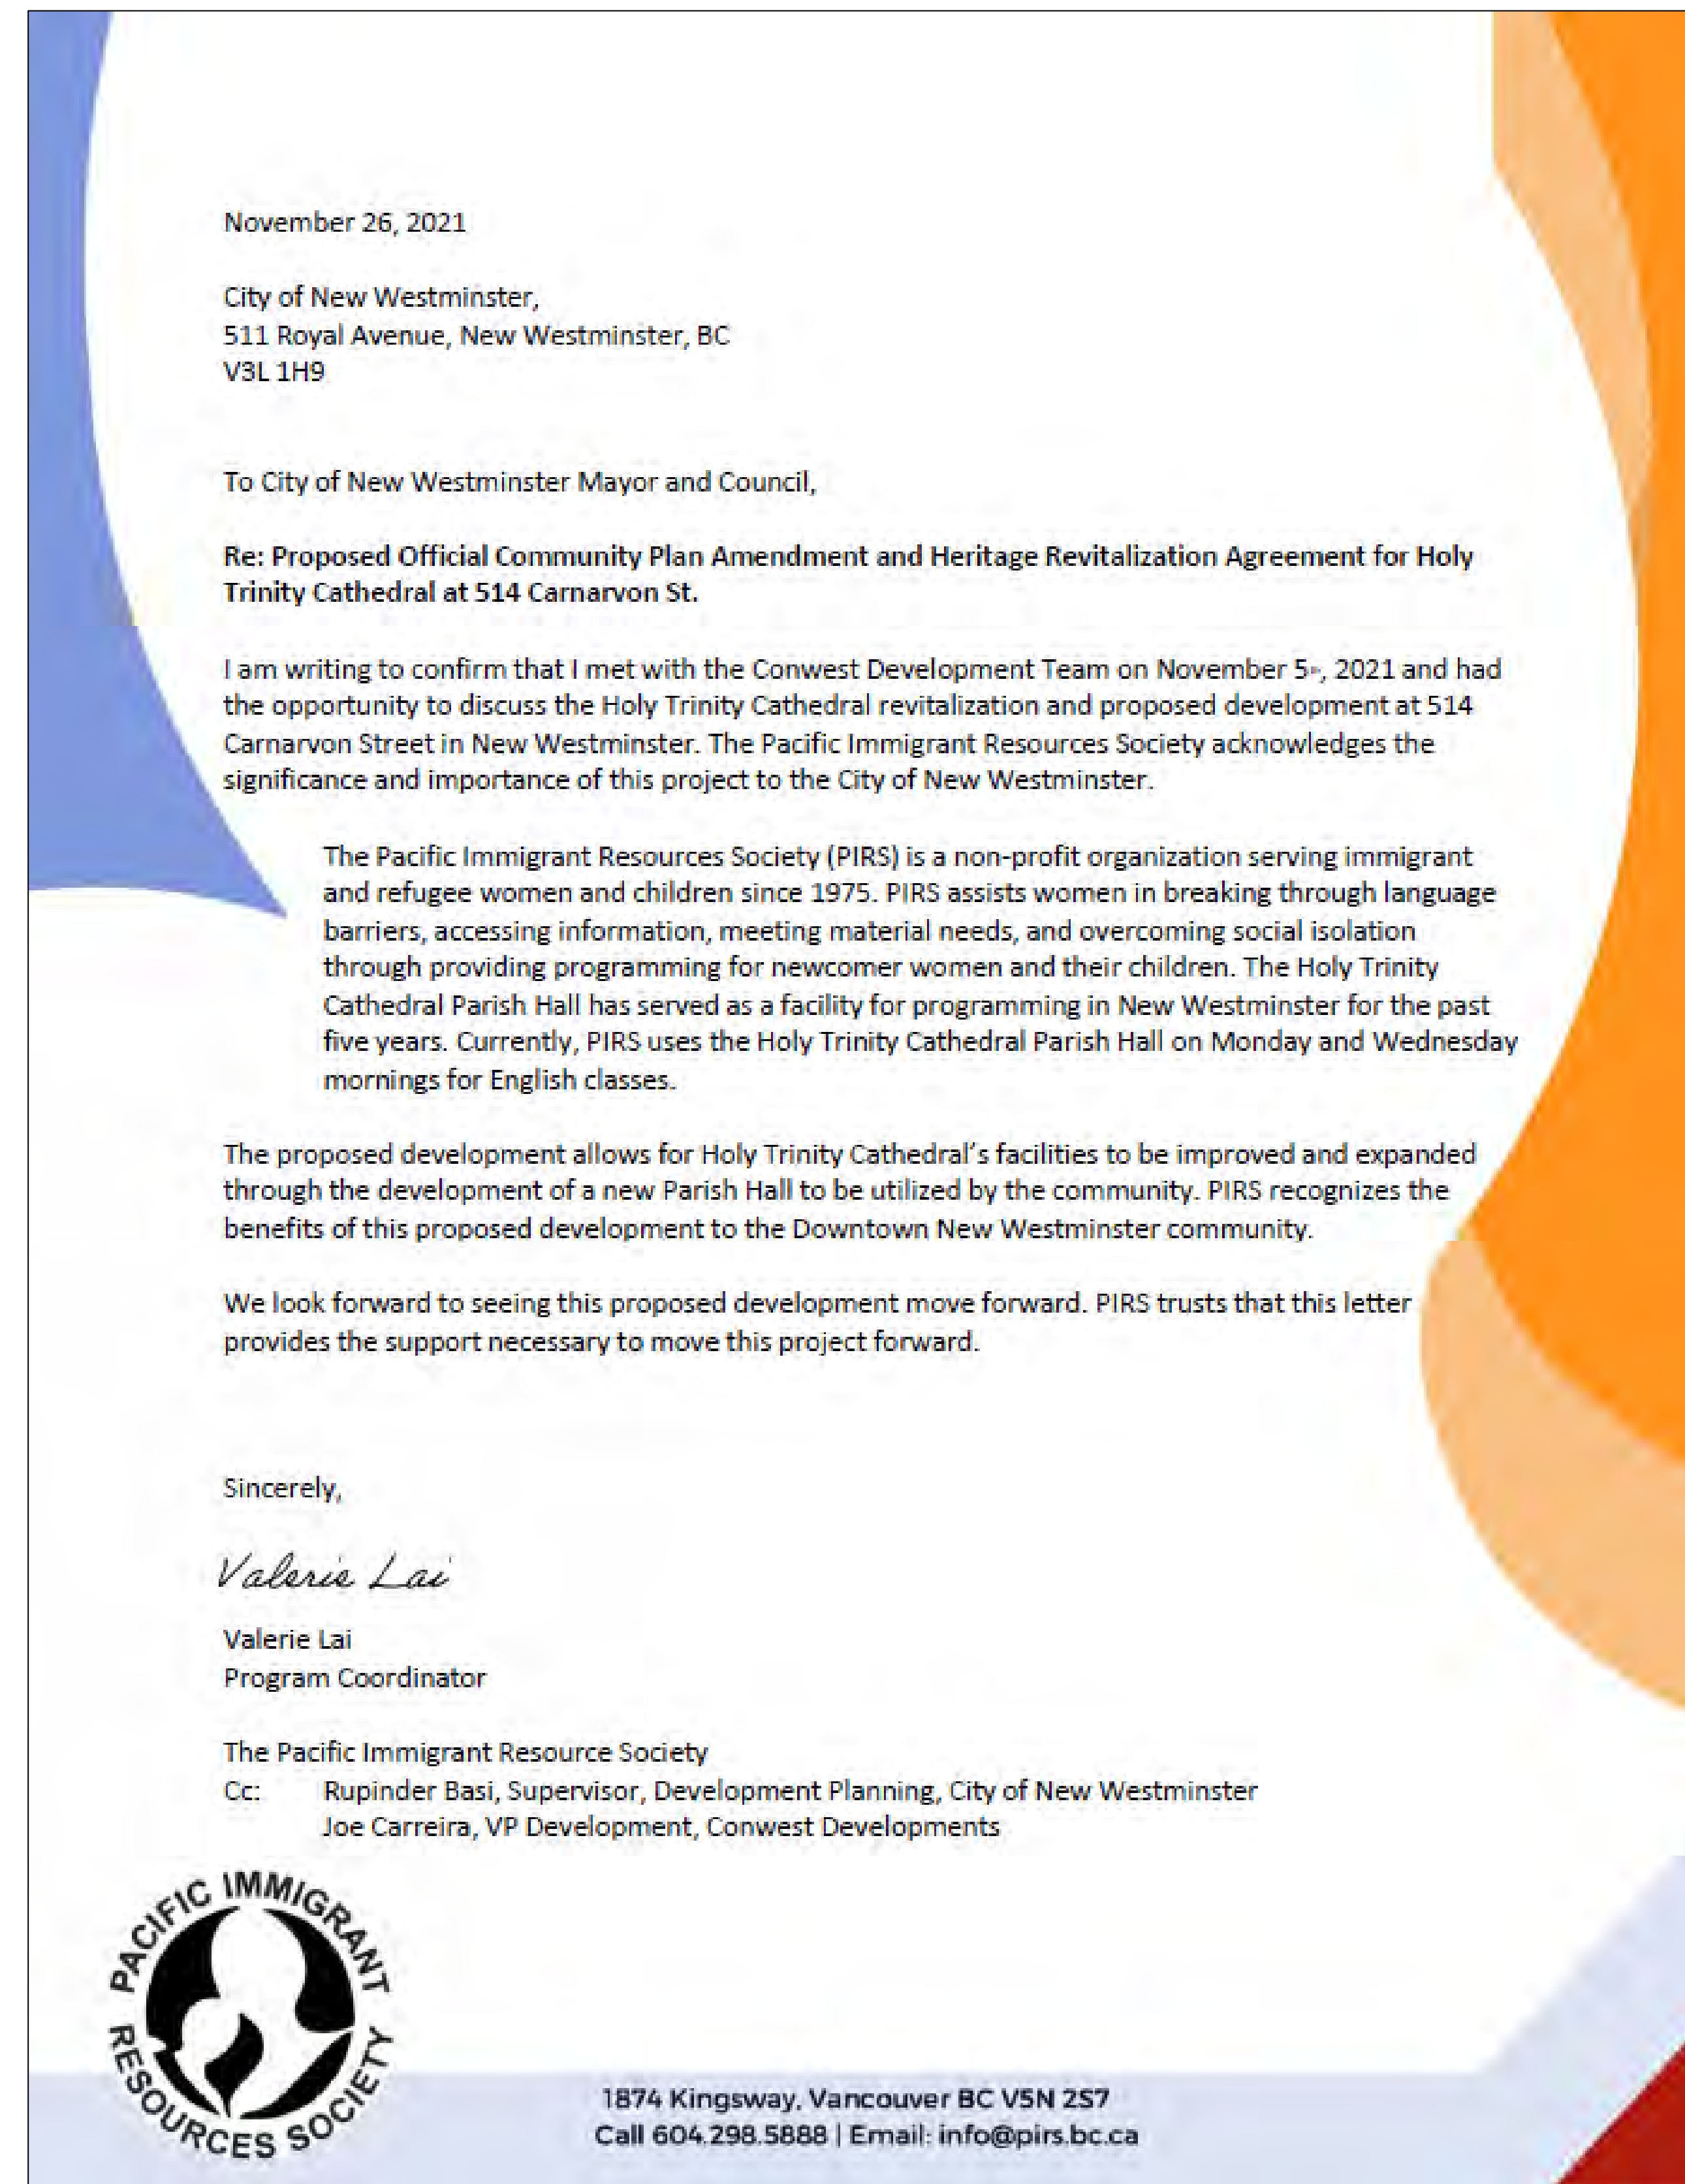 November 26, 2021
City of New Westminster,
511 Royal Avenue, New Westminster, BC
V3L 1H9
To City of New Westminster Mayor and Council,
Re: Proposed Official Community Plan Amendment and Heritage Revitalization Agreement for Holy
Trinity Cathedral at 514 Carnarvon St.
I am writing to confirm that I met with the Conwest Development Team on November 5th, 2021 and had
the opportunity to discuss the Holy Trinity Cathedral revitalization and proposed development at 514
Carnarvon Street in New Westminster. The Pacific Immigrant Resources Society acknowledges the
significance and importance of this project to the City of New Westminster.
The Pacific Immigrant Resources Society (PIRS) is a non-profit organization serving immigrant
and refugee women and children since 1975. PIRS assists women in breaking through language
barriers, accessing information, meeting material needs, and overcoming social isolation
through providing programming for newcomer women and their children. The Holy Trinity
Cathedral Parish Hall has served as a facility for programming in New Westminster for the past
five years. Currently, PIRS uses the Holy Trinity Cathedral Parish Hall on Monday and Wednesday
mornings for English classes.
The proposed development allows for Holy Trinity Cathedral's facilities to be improved and expanded
through the development of a new Parish Hall to be utilized by the community. PIRS recognizes the
benefits of this proposed development to the Downtown New Westminster community.
We look forward to seeing this proposed development move forward. PIRS trusts that this letter
provides the support necessary to move this project forward.
Sincerely,
Valerie Lai
Valerie Lai
Program Coordinator
The Pacific Immigrant Resource Society
Cc: Rupinder Basi, Supervisor, Development Planning, City of New Westminster
Joe Carreira, VP Development, Conwest Developments
PACIFIC IMMIGRANT
RESOURCES SOCIETY
1874 Kingsway, Vancouver BC V5N 2S7
Call 604.298.5888 | Email: info@pirs.bc.ca